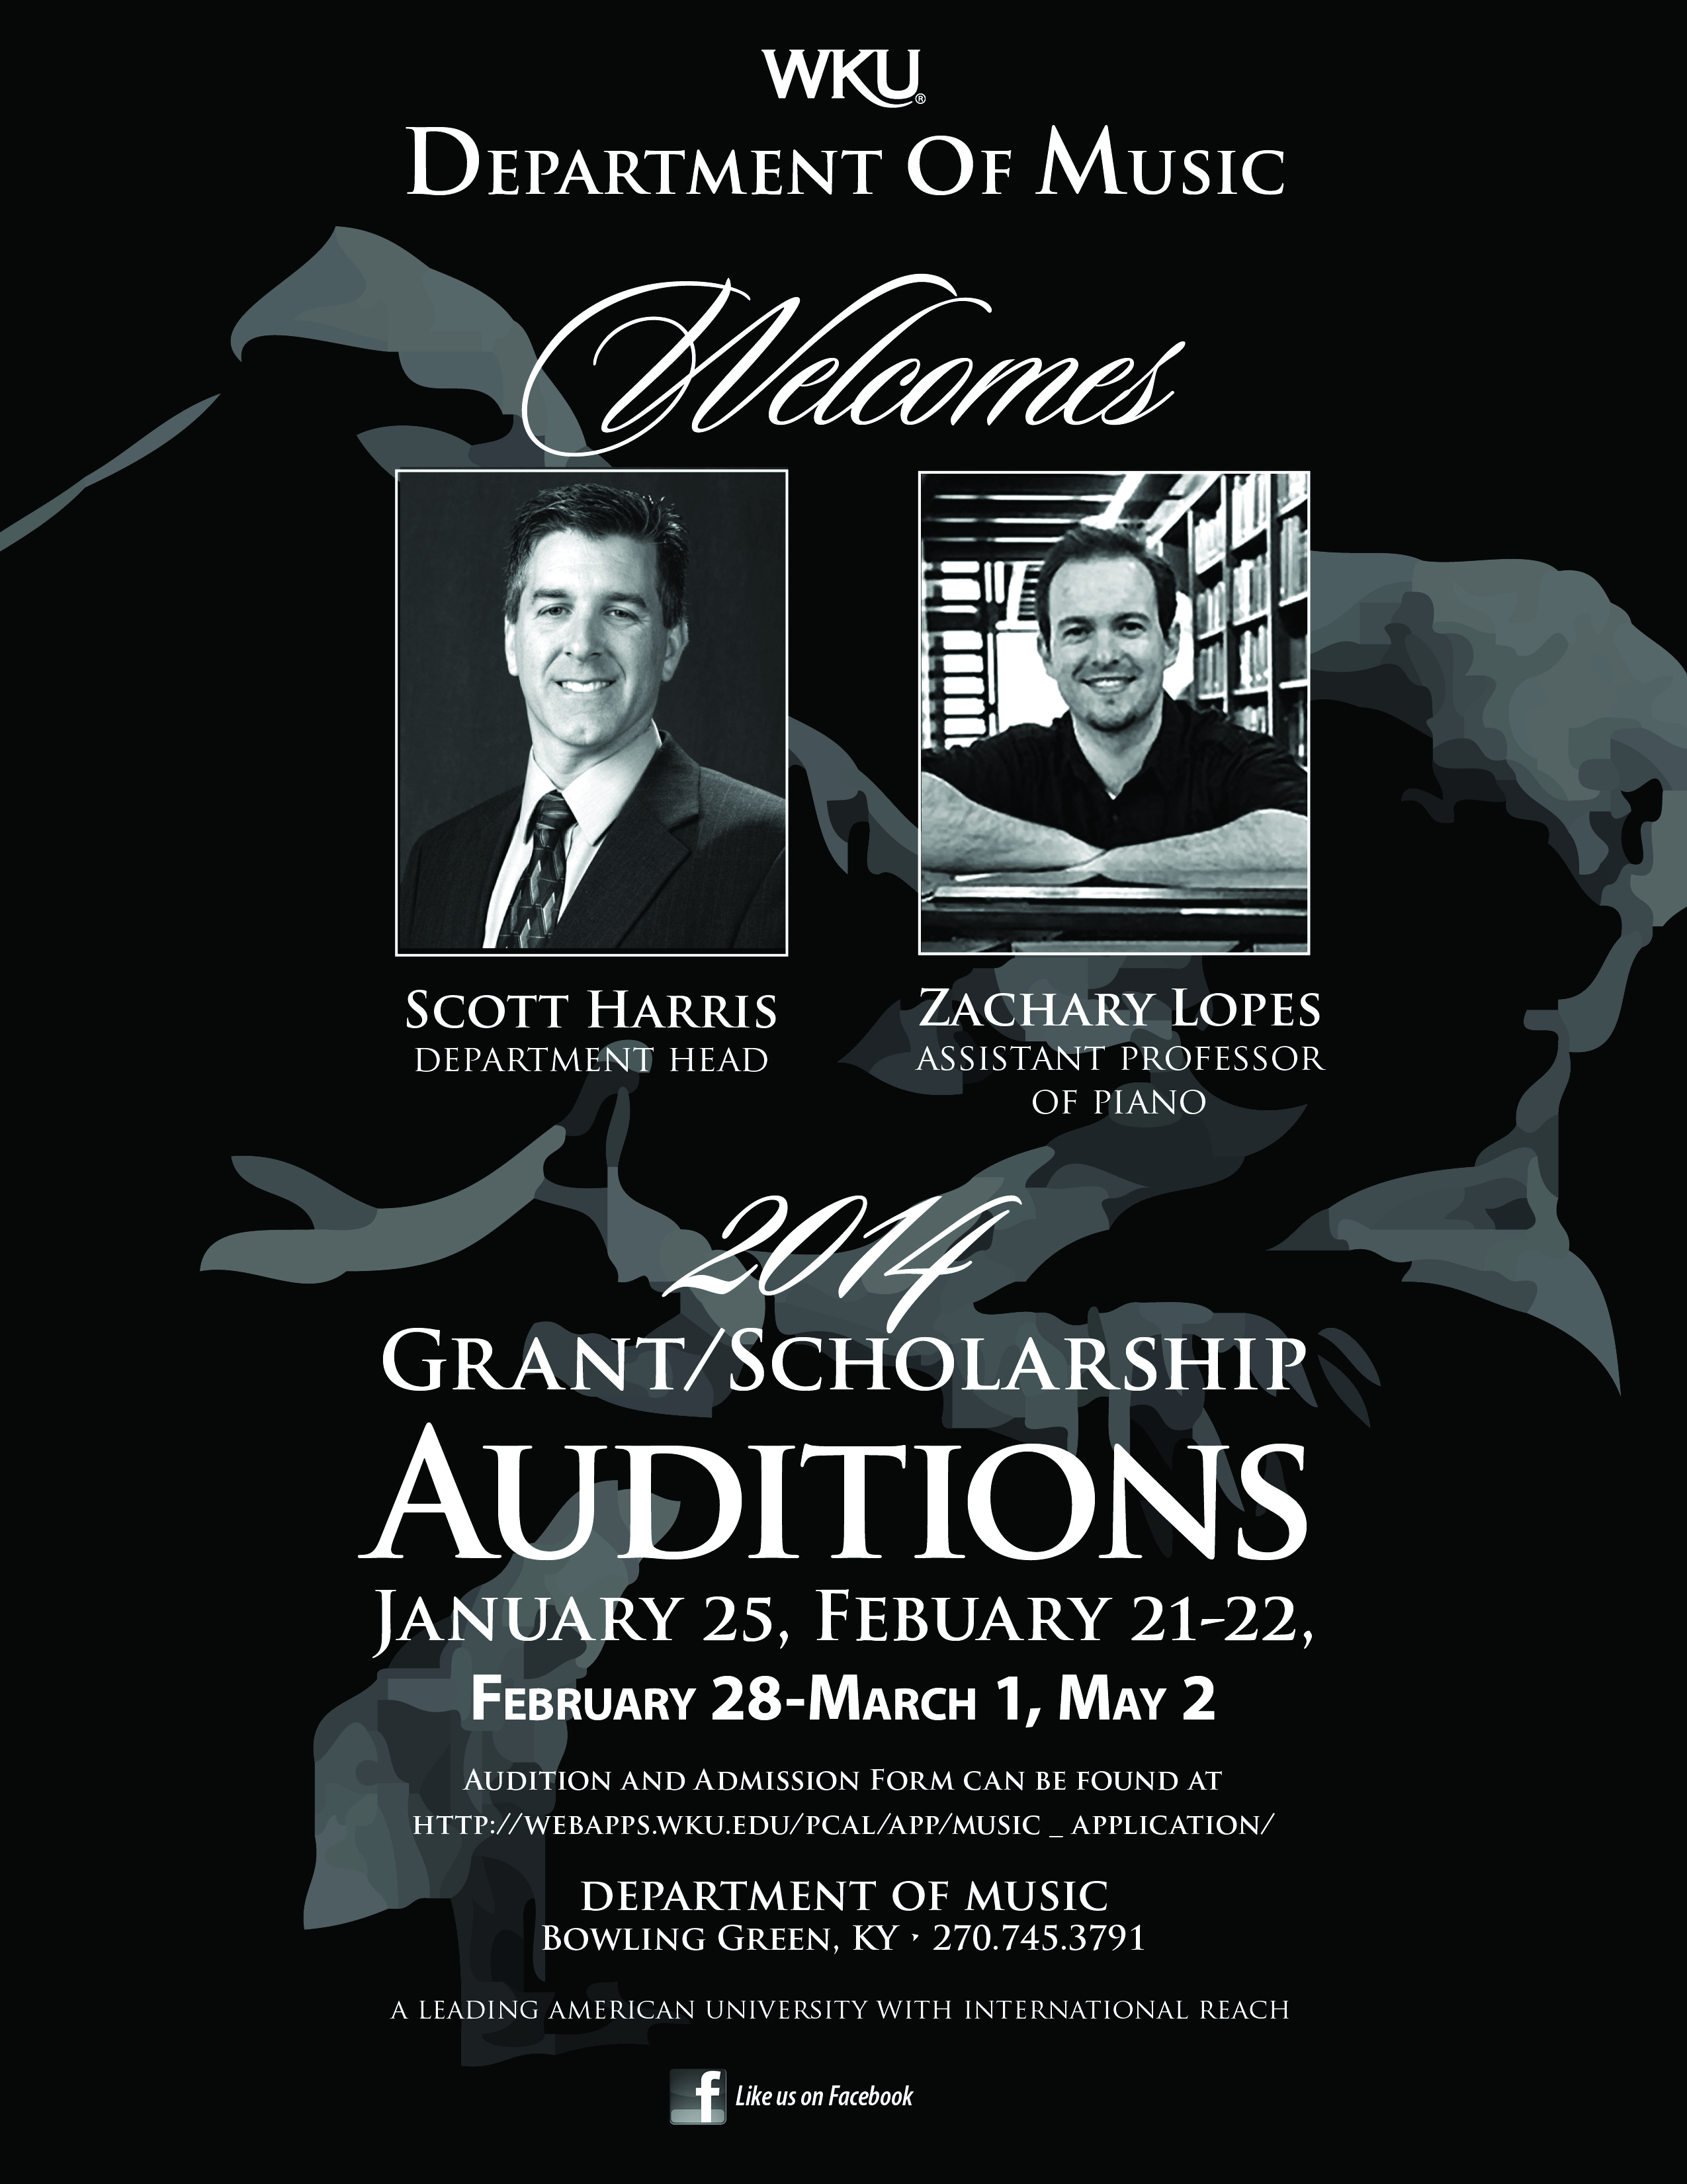 WKU®
Department Of Music
Welcomes
Scott Harris
department head
Zachary Lopes
assistant professor
of piano
2014
Grant/Scholarship
Auditions
January 25, Febuary 21-22,
February 28-March 1, May 2
Audition and Admission Form can be found at
http://webapps.wku.edu/pcal/app/music _ application/
department of music
Bowling Green, KY · 270.745.3791
a leading american university with international reach
f Like us on Facebook